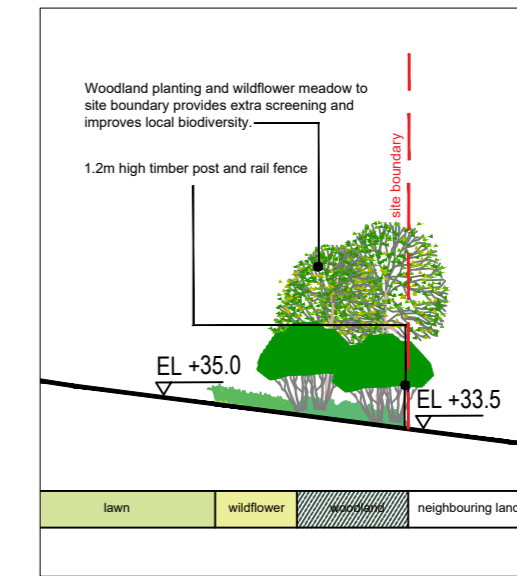 Woodland planting and wildflower meadow to
site boundary provides extra screening and
improves local biodiversity.
1.2m high timber post and rail fence
site boundary
EL +35.0
EL +33.5
lawn
wildflower
woodland
neighbouring land